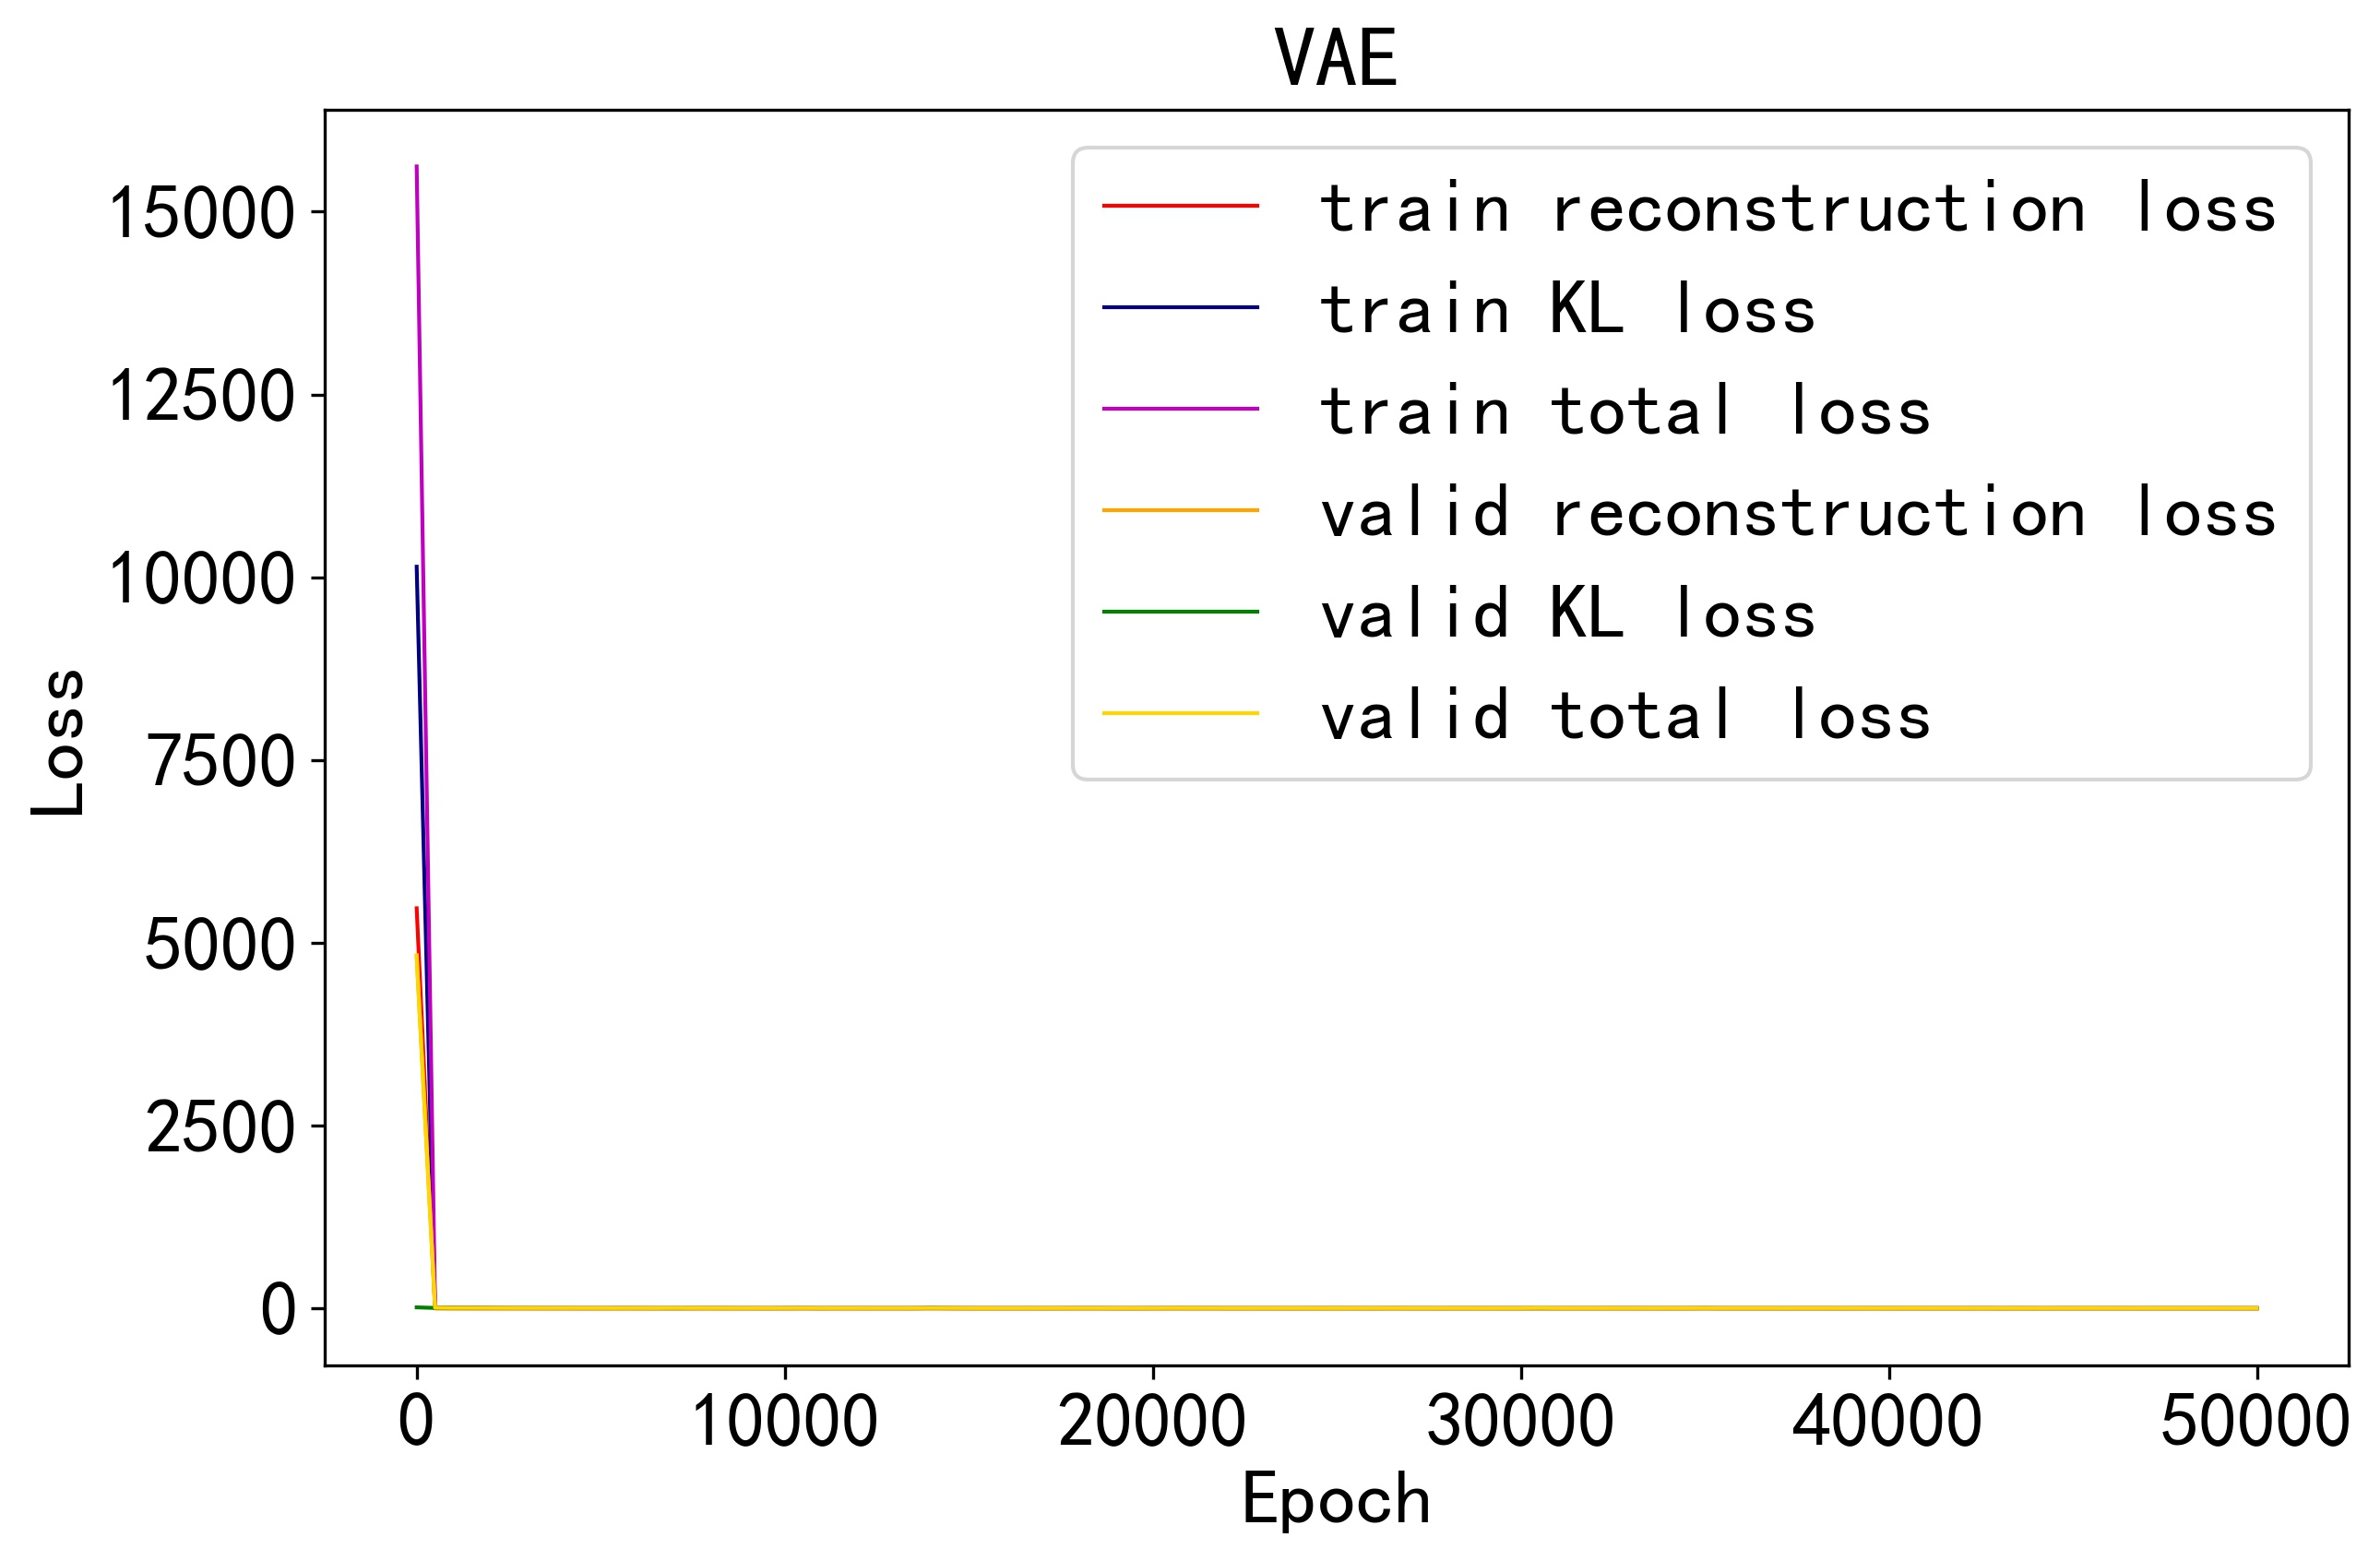 VAE
15000
12500
10000
7500
5000
2500
0
Loss
train reconstruction loss
train KL loss
train total loss
valid reconstruction loss
valid KL loss
valid total loss
0 10000 20000 30000 40000 50000
Epoch